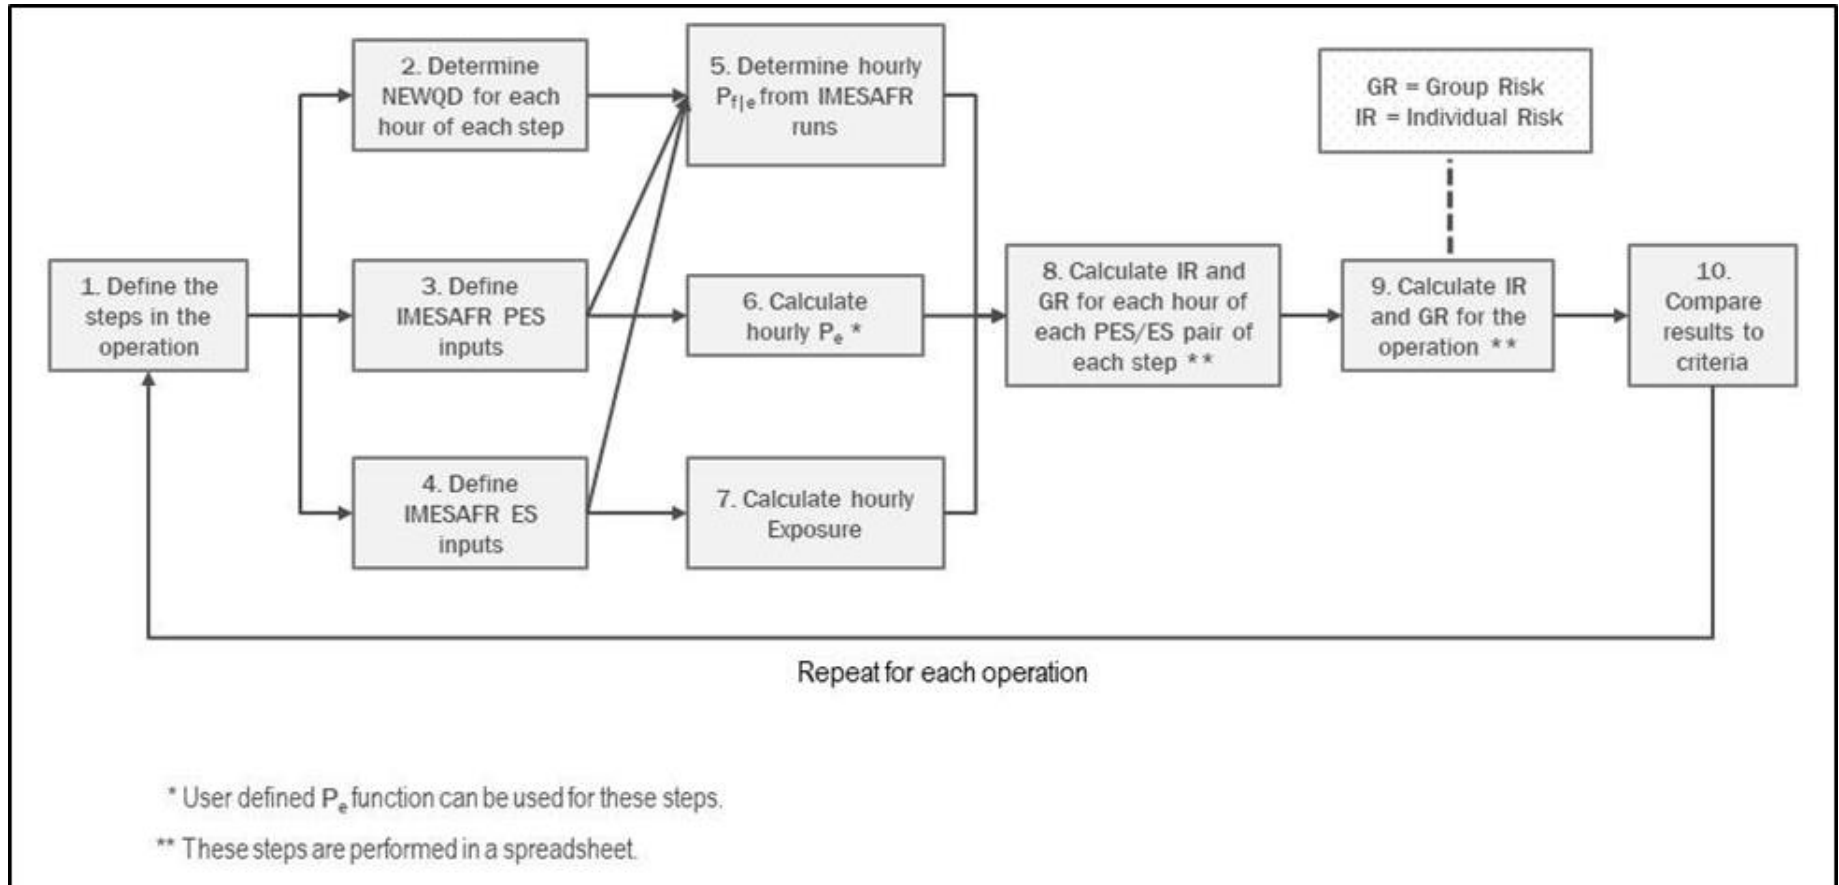 1. Define the
steps in the
operation
2. Determine
NEWQD for each
hour of each step
3. Define
IMESAFR PES
inputs
4. Define
IMESAFR ES
inputs
5. Determine hourly
Pf|e from IMESAFR
runs
6. Calculate
hourly Pe *
7. Calculate hourly
Exposure
8. Calculate IR and
GR for each hour of
each PES/ES pair of
each step **
GR = Group Risk
IR = Individual Risk
9. Calculate IR
and GR for the
operation **
10.
Compare
results to
criteria
Repeat for each operation
* User defined Pe function can be used for these steps.
** These steps are performed in a spreadsheet.